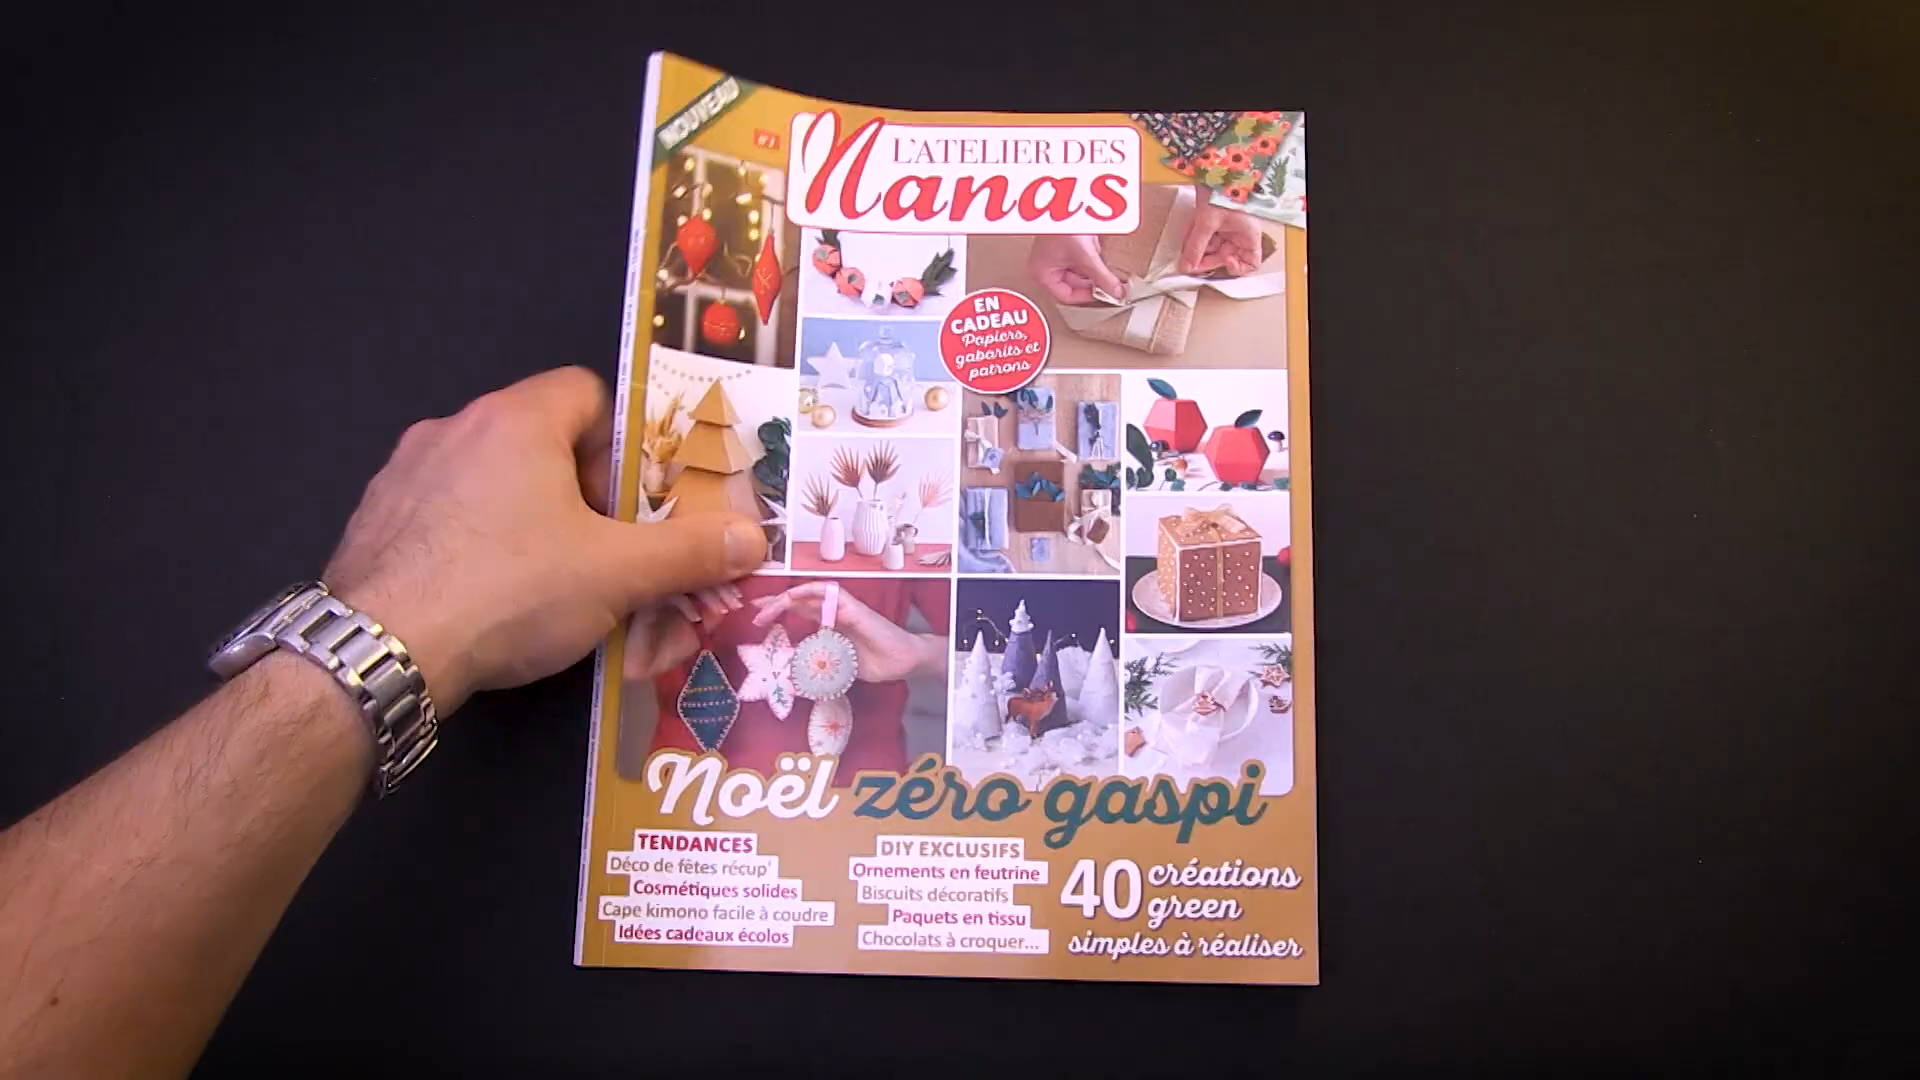 NOUVEAU
#1
L'ATELIER DES
Nanas
EN
CADEAU
Papiers,
gabarits et
patrons
Noël zéro gaspi
TENDANCES
Déco de fêtes récup'
Cosmétiques solides
Cape kimono facile à coudre
Idées cadeaux écolos
DIY EXCLUSIFS
Ornements en feutrine
Biscuits décoratifs
Paquets en tissu
Chocolats à croquer...
40 créations
green
simples à réaliser